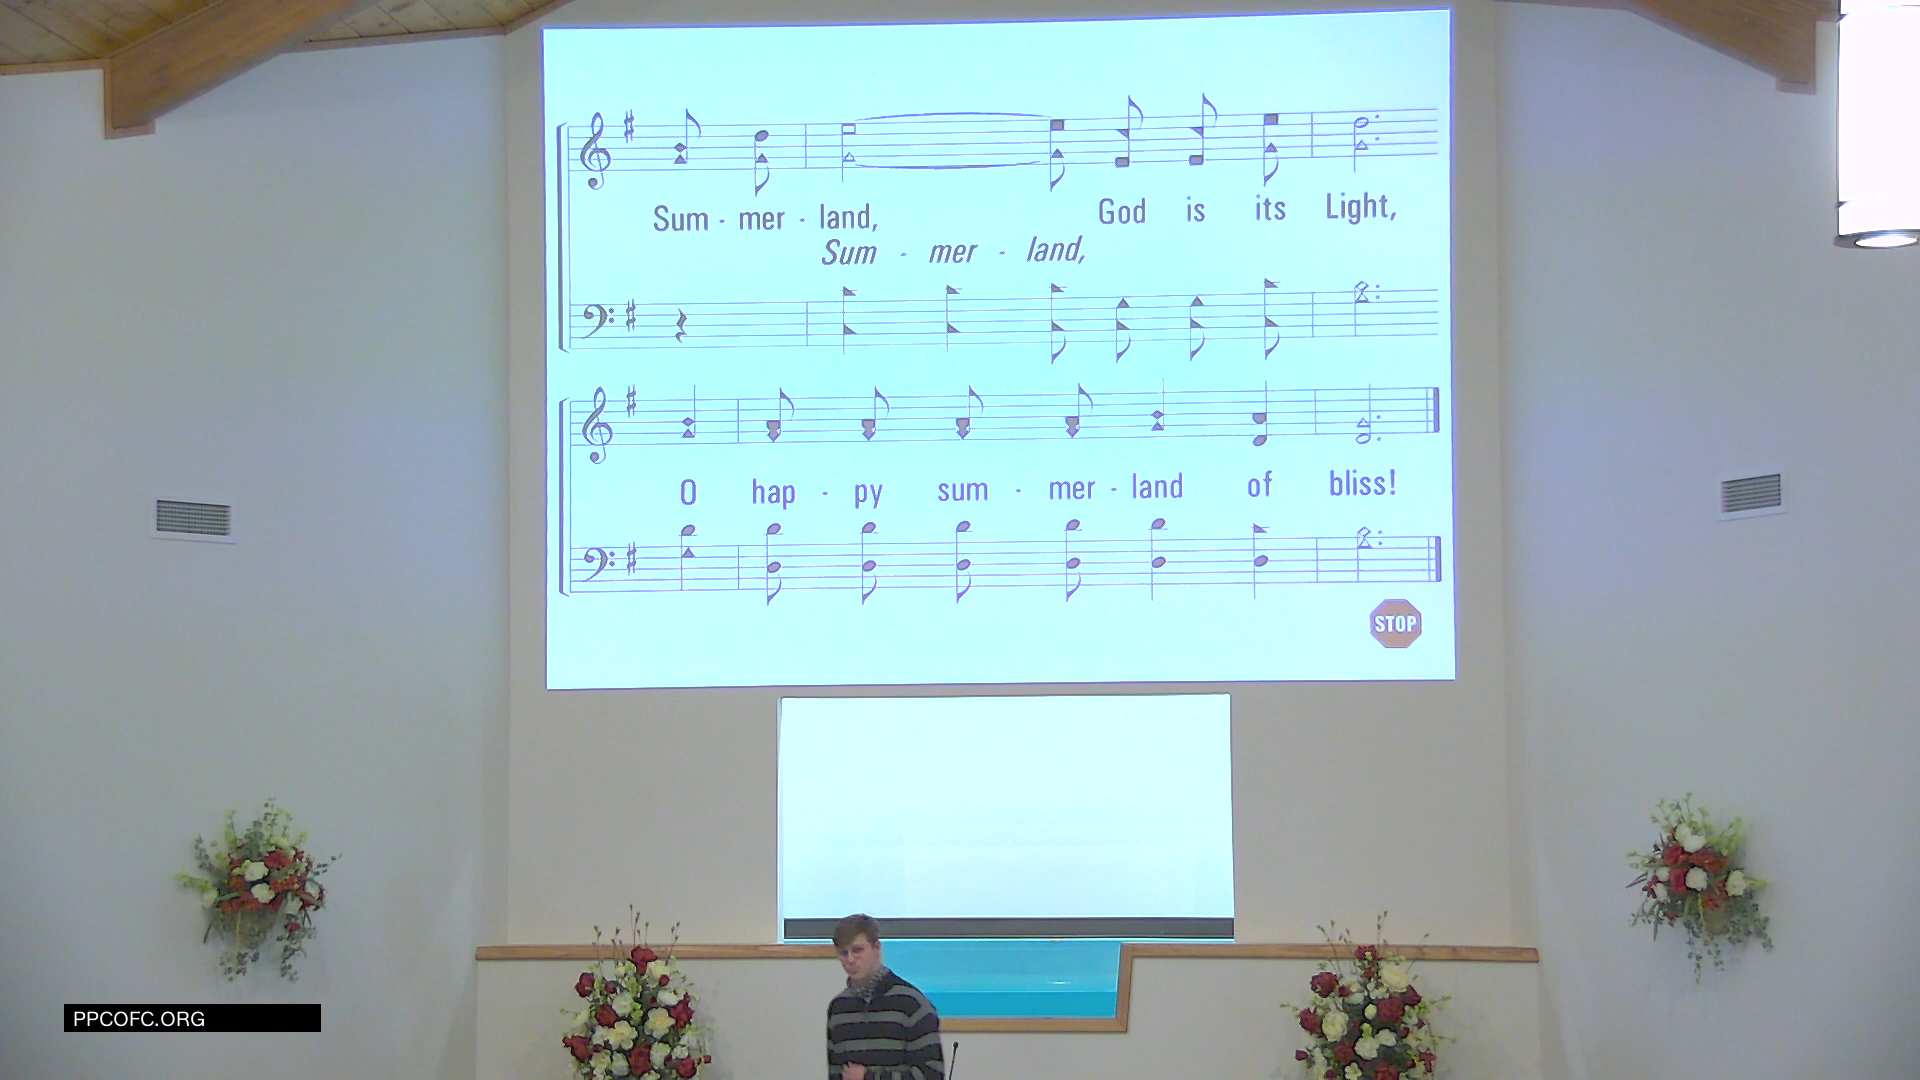 Sum - mer - land, God is its Light,
Sum - mer - land,
O hap - py sum - mer - land of bliss!
STOP
PPCOFC.ORG